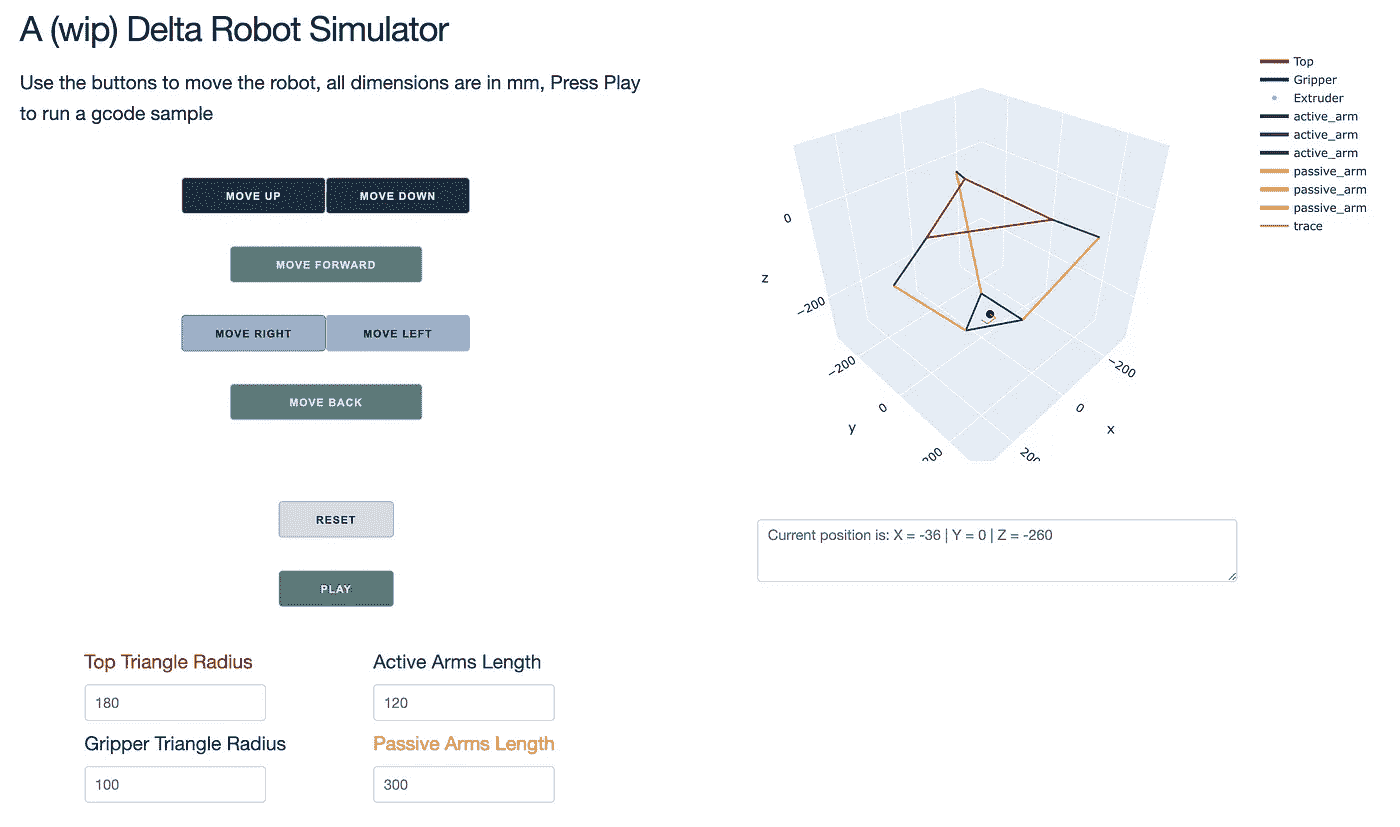 A (wip) Delta Robot Simulator
Use the buttons to move the robot, all dimensions are in mm, Press Play
to run a gcode sample
MOVE UP
MOVE DOWN
MOVE FORWARD
MOVE RIGHT
MOVE LEFT
MOVE BACK
RESET
PLAY
Top Triangle Radius
Active Arms Length
180
120
Gripper Triangle Radius
Passive Arms Length
100
300
Top
Gripper
Extruder
active_arm
active_arm
active_arm
passive_arm
passive_arm
passive_arm
trace
0
z
−200
−200
0
y
200
−200
0
x
200
Current position is: X = -36 | Y = 0 | Z = -260